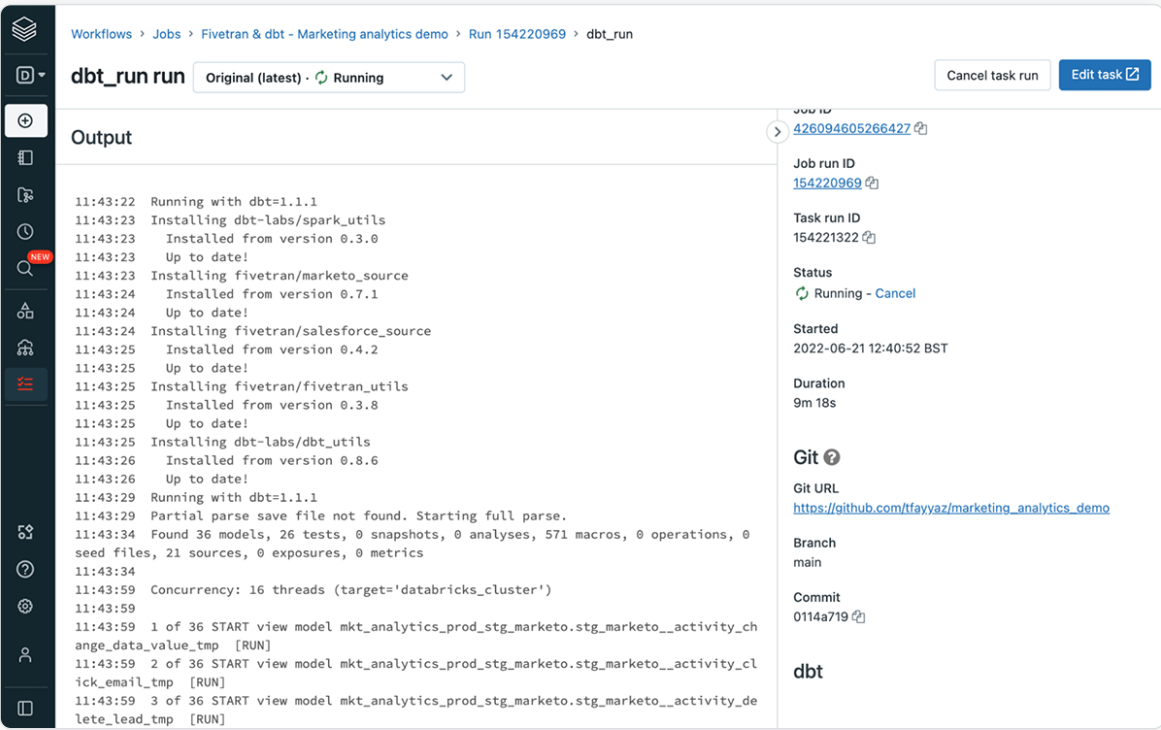 Workflows > Jobs > Fivetran & dbt - Marketing analytics demo > Run 154220969 > dbt_run
D
dbt_run run
Original (latest) · Running
Cancel task run
Edit task
NEW
Output
11:43:22 Running with dbt=1.1.1
11:43:23 Installing dbt-labs/spark_utils
11:43:23 Installed from version 0.3.0
11:43:23 Up to date!
11:43:23 Installing fivetran/marketo_source
11:43:24 Installed from version 0.7.1
11:43:24 Up to date!
11:43:24 Installing fivetran/salesforce_source
11:43:25 Installed from version 0.4.2
11:43:25 Up to date!
11:43:25 Installing fivetran/fivetran_utils
11:43:25 Installed from version 0.3.8
11:43:25 Up to date!
11:43:25 Installing dbt-labs/dbt_utils
11:43:26 Installed from version 0.8.6
11:43:26 Up to date!
11:43:29 Running with dbt=1.1.1
11:43:29 Partial parse save file not found. Starting full parse.
11:43:34 Found 36 models, 26 tests, 0 snapshots, 0 analyses, 571 macros, 0 operations, 0
seed files, 21 sources, 0 exposures, 0 metrics
11:43:34
11:43:59 Concurrency: 16 threads (target='databricks_cluster')
11:43:59
11:43:59 1 of 36 START view model mkt_analytics_prod_stg_marketo.stg_marketo__activity_ch
ange_data_value_tmp [RUN]
11:43:59 2 of 36 START view model mkt_analytics_prod_stg_marketo.stg_marketo__activity_cl
ick_email_tmp [RUN]
11:43:59 3 of 36 START view model mkt_analytics_prod_stg_marketo.stg_marketo__activity_de
lete_lead_tmp [RUN]
Job ID
426094605266427
Job run ID
154220969
Task run ID
154221322
Status
Running - Cancel
Started
2022-06-21 12:40:52 BST
Duration
9m 18s
Git
Git URL
https://github.com/tfayyaz/marketing_analytics_demo
Branch
main
Commit
0114a719
dbt